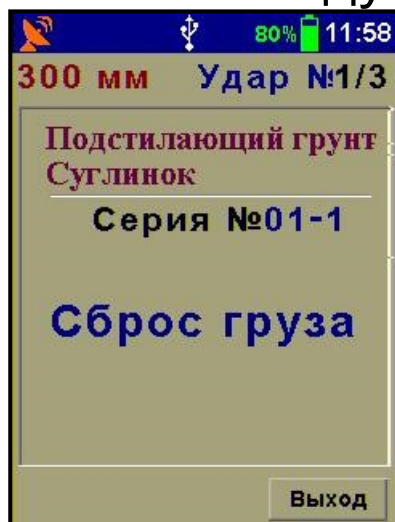 80% 11:58
300 мм Удар №1/3
Подстилающий грунт
Суглинок
Серия №01-1
Сброс груза
Выход